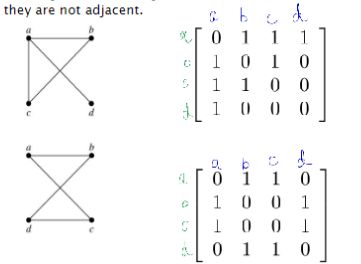 they are not adjacent.
a b c d
a b
a 0 1 1 1
b 1 0 1 0
c 1 1 0 0
d 1 0 0 0
c d
a b c d
a b
a 0 1 1 0
b 1 0 0 1
c 1 0 0 1
d 0 1 1 0
d c